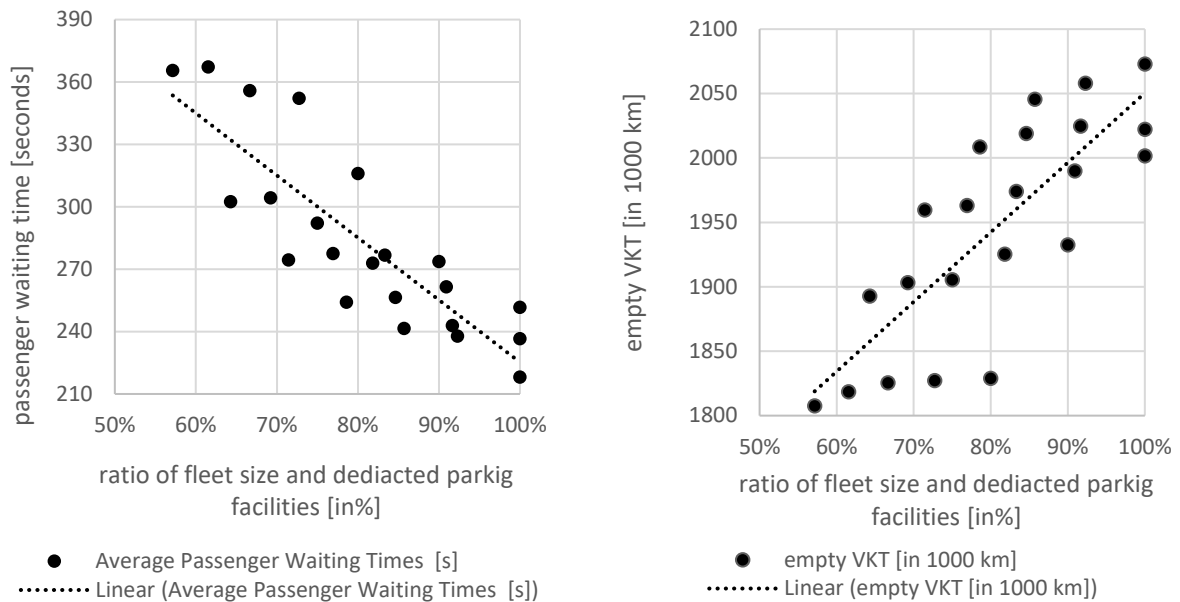 390
360
330
300
270
240
210
passenger waiting time [seconds]
50% 60% 70% 80% 90% 100%
ratio of fleet size and dediacted parkig
facilities [in%]
Average Passenger Waiting Times [s]
Linear (Average Passenger Waiting Times [s])
2100
2050
2000
1950
1900
1850
1800
empty VKT [in 1000 km]
50% 60% 70% 80% 90% 100%
ratio of fleet size and dediacted parkig
facilities [in%]
empty VKT [in 1000 km]
Linear (empty VKT [in 1000 km])